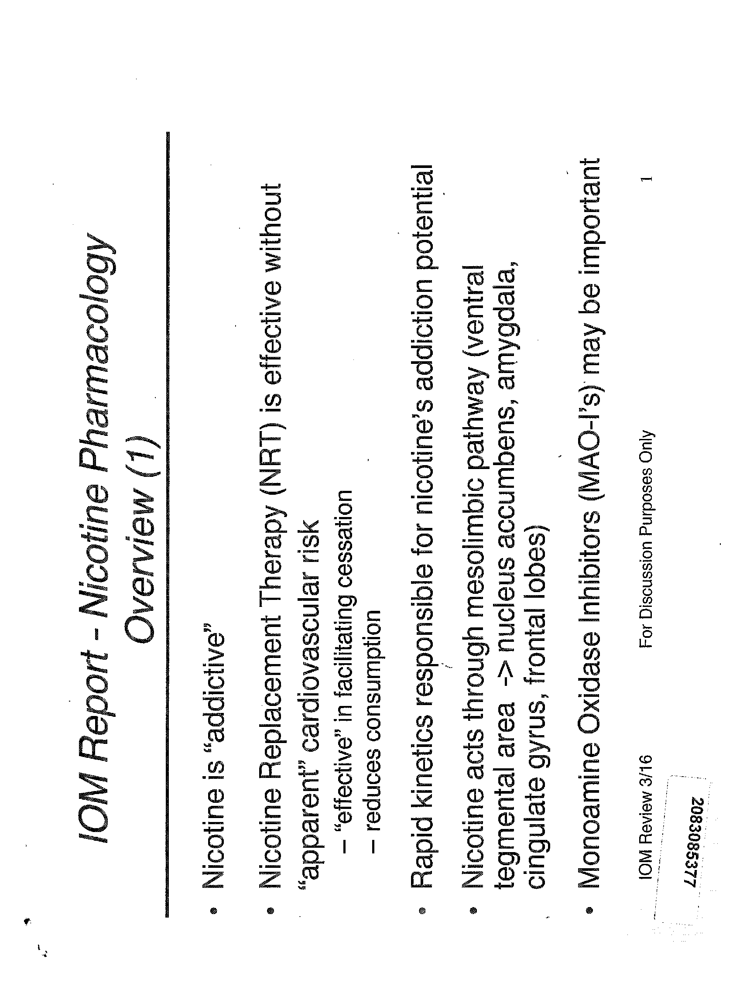 IOM Report - Nicotine Pharmacology
Overview (1)
• Nicotine is “addictive”
• Nicotine Replacement Therapy (NRT) is effective without
“apparent” cardiovascular risk
– “effective” in facilitating cessation
– reduces consumption
• Rapid kinetics responsible for nicotine’s addiction potential
• Nicotine acts through mesolimbic pathway (ventral
tegmental area -> nucleus accumbens, amygdala,
cingulate gyrus, frontal lobes)
• Monoamine Oxidase Inhibitors (MAO-I’s) may be important
IOM Review 3/16 For Discussion Purposes Only 1
2083085377